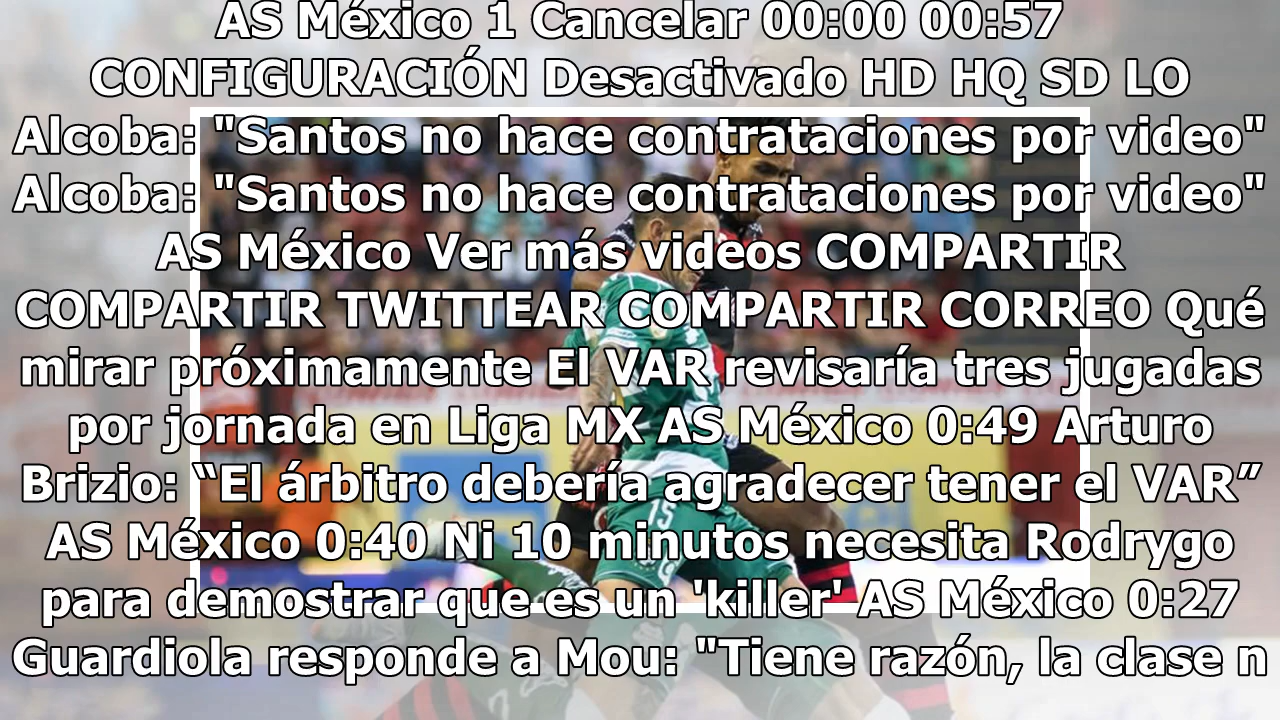 AS México 1 Cancelar 00:00 00:57
CONFIGURACIÓN Desactivado HD HQ SD LO
Alcoba: "Santos no hace contrataciones por video"
Alcoba: "Santos no hace contrataciones por video"
AS México Ver más videos COMPARTIR
COMPARTIR TWITTEAR COMPARTIR CORREO Qué
mirar próximamente El VAR revisaría tres jugadas
por jornada en Liga MX AS México 0:49 Arturo
Brizio: “El árbitro debería agradecer tener el VAR”
AS México 0:40 Ni 10 minutos necesita Rodrygo
para demostrar que es un 'killer' AS México 0:27
Guardiola responde a Mou: "Tiene razón, la clase n
15